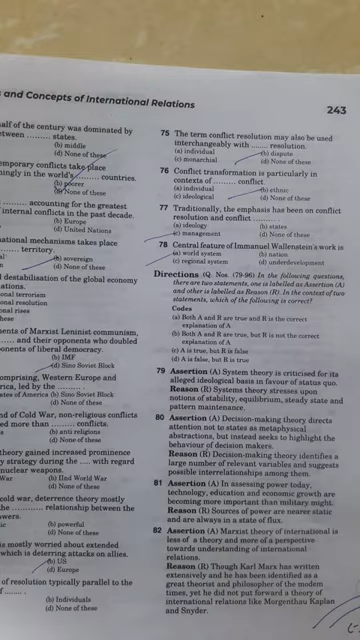 s and Concepts of International Relations
243
half of the century was dominated by
etween ......... states.
(b) middle
(d) None of these
emporary conflicts take place
ningly in the world's ......... countries.
(b) poorer
(d) None of these
......... accounting for the greatest
internal conflicts in the past decade.
(b) Europe
(d) United Nations
national mechanisms takes place
......... territory.
(b) sovereign
(d) None of these
destabilisation of the global economy
ations.
onal terrorism
onal resolution
onal rises
hese
ents of Marxist Leninist communism,
......... and their opponents who doubled
onents of liberal democracy.
(b) IMF
(d) Sino Soviet Block
omprising, Western Europe and
rica, led by the .........
ates of America (b) Sino Soviet Block
(d) None of these
nd of Cold War, non-religious conflicts
ed more than ......... conflicts.
(b) anti religions
(d) None of these
theory gained increased prominence
y strategy during the .... with regard
nuclear weapons.
War (b) IInd World War
(d) None of these
cold war, deterrence theory mostly
the ............ relationship between the
owers.
ic (b) powerful
(d) None of these
is mostly worried about extended
which is deterring attacks on allies.
(b) US
(d) Europe
of resolution typically parallel to the
f .........
(b) Individuals
(d) None of these
75 The term conflict resolution may also be used
interchangeably with ....... resolution.
(a) individual (b) dispute
(c) monarchial (d) None of these
76 Conflict transformation is particularly in
contexts of ......... conflict.
(a) individual (b) ethnic
(c) ideological (d) None of these
77 Traditionally, the emphasis has been on conflict
resolution and conflict .........
(a) ideology (b) states
(c) management (d) None of these
78 Central feature of Immanuel Wallenstein's work is
(a) world system (b) nation
(c) regional system (d) underdevelopment
Directions (Q. Nos. (79-96) In the following questions,
there are two statements, one is labelled as Assertion (A)
and other is labelled as Reason (R). In the context of two
statements, which of the following is correct?
Codes
(a) Both A and R are true and R is the correct
explanation of A
(b) Both A and R are true, but R is not the correct
explanation of A
(c) A is true, but R is false
(d) A is false, but R is true
79 Assertion (A) System theory is criticised for its
alleged ideological basis in favour of status quo.
Reason (R) Systems theory stresses upon
notions of stability, equilibrium, steady state and
pattern maintenance.
80 Assertion (A) Decision-making theory directs
attention not to states as metaphysical
abstractions, but instead seeks to highlight the
behaviour of decision makers.
Reason (R) Decision-making theory identifies a
large number of relevant variables and suggests
possible interrelationships among them.
81 Assertion (A) In assessing power today,
technology, education and economic growth are
becoming more important than military might.
Reason (R) Sources of power are nearer static
and are always in a state of flux.
82 Assertion (A) Marxist theory of international is
less of a theory and more of a perspective
towards understanding of international
relations.
Reason (R) Though Karl Marx has written
extensively and he has been identified as a
great theorist and philosopher of the modern
times, yet he did not put forward a theory of
international relations like Morgenthau Kaplan
and Snyder.